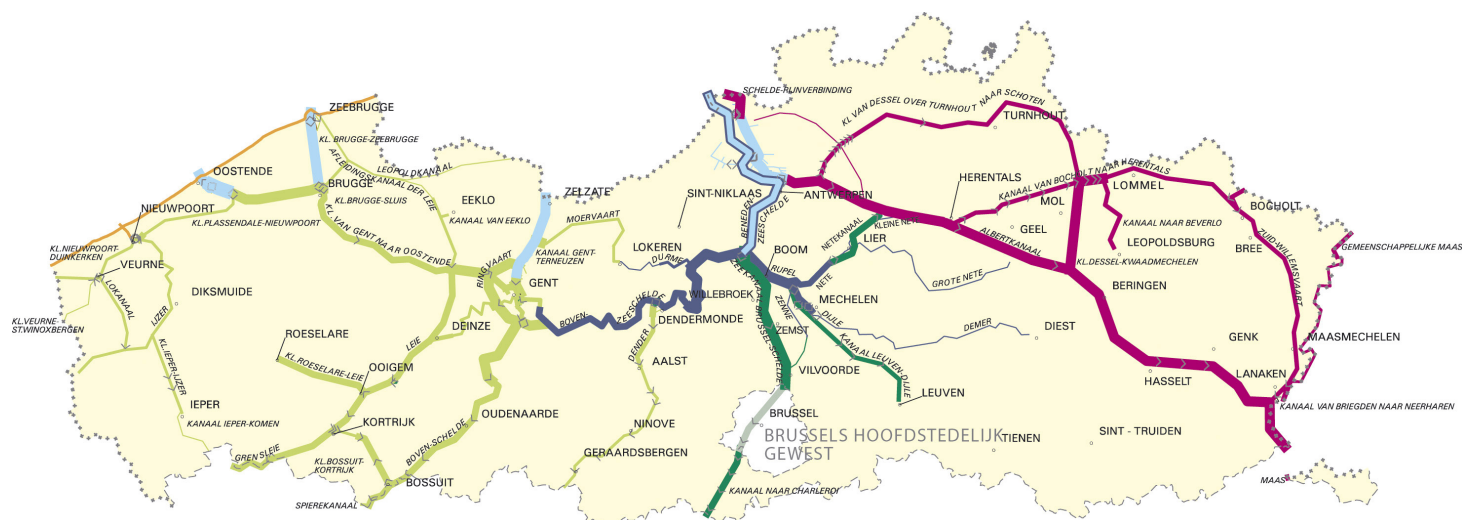 SCHELDE-RIJNVERBINDING
ZEEBRUGGE
KL. BRUGGE-ZEEBRUGGE
AFLEIDINGSKANAAL DER LEIE
LEOPOLDKANAAL
OOSTENDE
BRUGGE
KL.BRUGGE-SLUIS
KL.PLASSENDALE-NIEUWPOORT
NIEUWPOORT
KL.NIEUWPOORT-
DUINKERKEN
VEURNE
LOKANAAL
IJZER
DIKSMUIDE
KL.VEURNE-
ST.WINOXBERGEN
KL.IEPER-IJZER
IEPER
KANAAL IEPER-KOMEN
ROESELARE
KL. ROESELARE-LEIE
OOIGEM
KORTRIJK
GRENSLEIE
KL.BOSSUIT-
KORTRIJK
SPIEREKANAAL
BOSSUIT
BOVEN-SCHELDE
OUDENAARDE
LEIE
DEINZE
KL.VAN GENT NAAR OOSTENDE
EEKLO
KANAAL VAN EEKLO
RINGVAART
GENT
ZELZATE
MOERVAART
KANAAL GENT-
TERNEUZEN
LOKEREN
DURME
SINT-NIKLAAS
BOVEN-
ZEESCHELDE
DENDERMONDE
DENDER
AALST
NINOVE
GERAARDSBERGEN
BENEDEN-
ZEESCHELDE
ANTWERPEN
BOOM
RUPEL
WILLEBROEK
ZEEKANAAL BRUSSEL-SCHELDE
ZENNE
ZEMST
NETE
MECHELEN
DIJLE
VILVOORDE
KANAAL LEUVEN-DIJLE
LEUVEN
BRUSSEL
BRUSSELS HOOFDSTEDELIJK
GEWEST
KANAAL NAAR CHARLEROI
TIENEN
SINT - TRUIDEN
DEMER
DIEST
GROTE NETE
NETEKANAAL
LIER
KLEINE NETE
KL VAN DESSEL OVER TURNHOUT NAAR SCHOTEN
TURNHOUT
HERENTALS
KANAAL VAN BOCHOLT NAAR HERENTALS
MOL
GEEL
ALBERTKANAAL
KL.DESSEL-KWAADMECHELEN
LOMMEL
KANAAL NAAR BEVERLO
LEOPOLDSBURG
BERINGEN
BOCHOLT
BREE
ZUID-WILLEMSVAART
GEMEENSCHAPPELIJKE MAAS
GENK
MAASMECHELEN
HASSELT
LANAKEN
KANAAL VAN BRIEGDEN NAAR NEERHAREN
MAAS